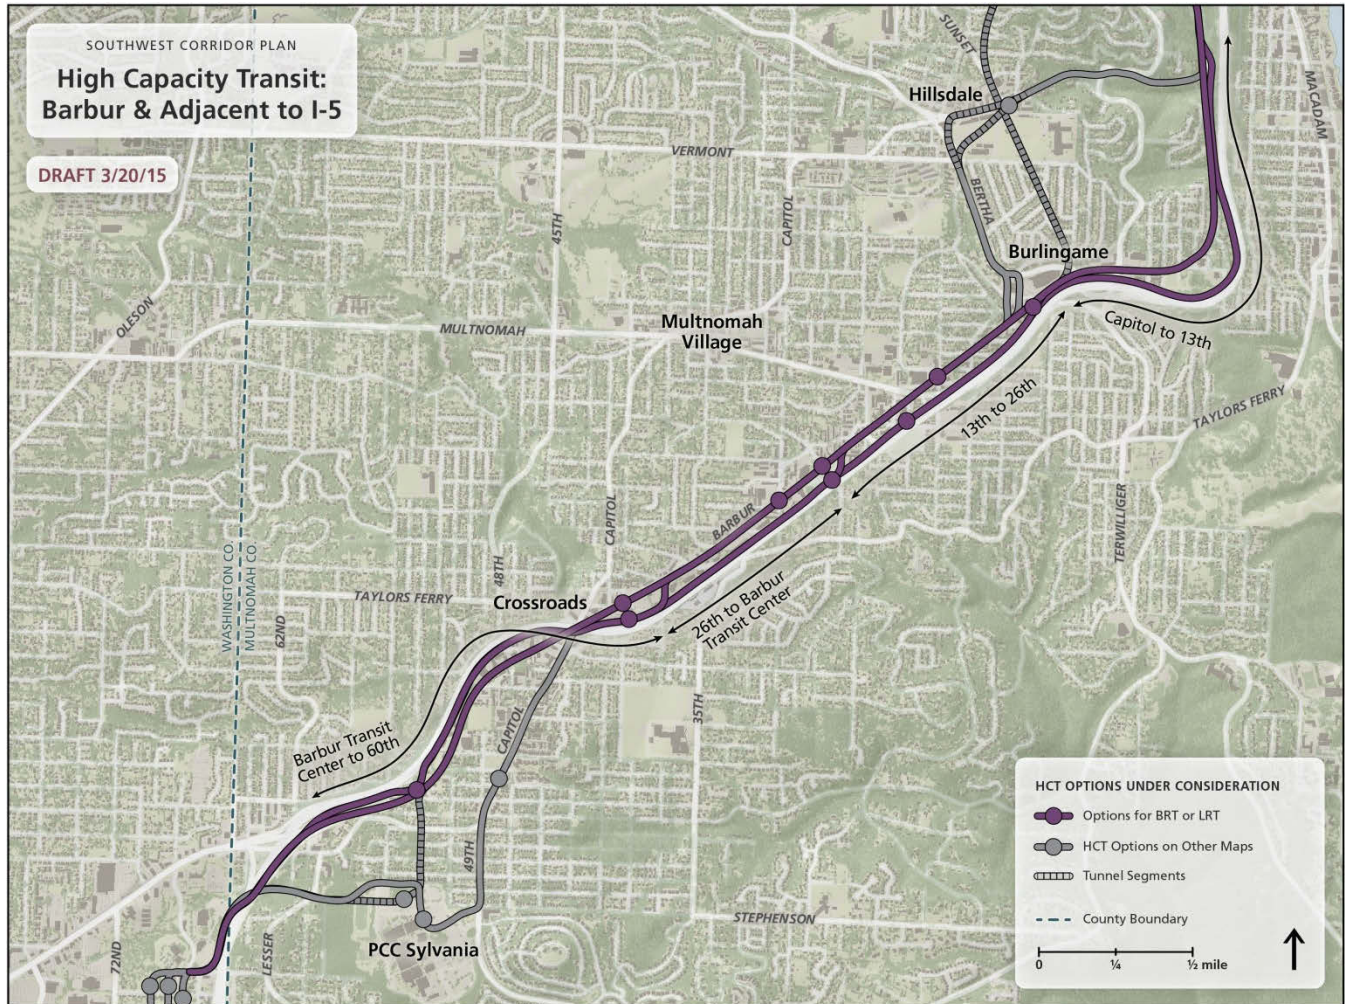 SOUTHWEST CORRIDOR PLAN
High Capacity Transit:
Barbur & Adjacent to I-5
DRAFT 3/20/15
SUNSET
Hillsdale
MACADAM
VERMONT
45TH
CAPITOL
BERTHA
Burlingame
OLESON
MULTNOMAH
Multnomah
Village
Capitol to 13th
13th to 26th
TAYLORS FERRY
BARBUR
CAPITOL
TERWILLIGER
48TH
WASHINGTON CO.
MULTNOMAH CO.
62ND
TAYLORS FERRY
Crossroads
26th to Barbur
Transit Center
35TH
CAPITOL
Barbur Transit
Center to 60th
49TH
STEPHENSON
PCC Sylvania
72ND
LESSER
HCT OPTIONS UNDER CONSIDERATION
Options for BRT or LRT
HCT Options on Other Maps
Tunnel Segments
County Boundary
0 ¼ ½ mile